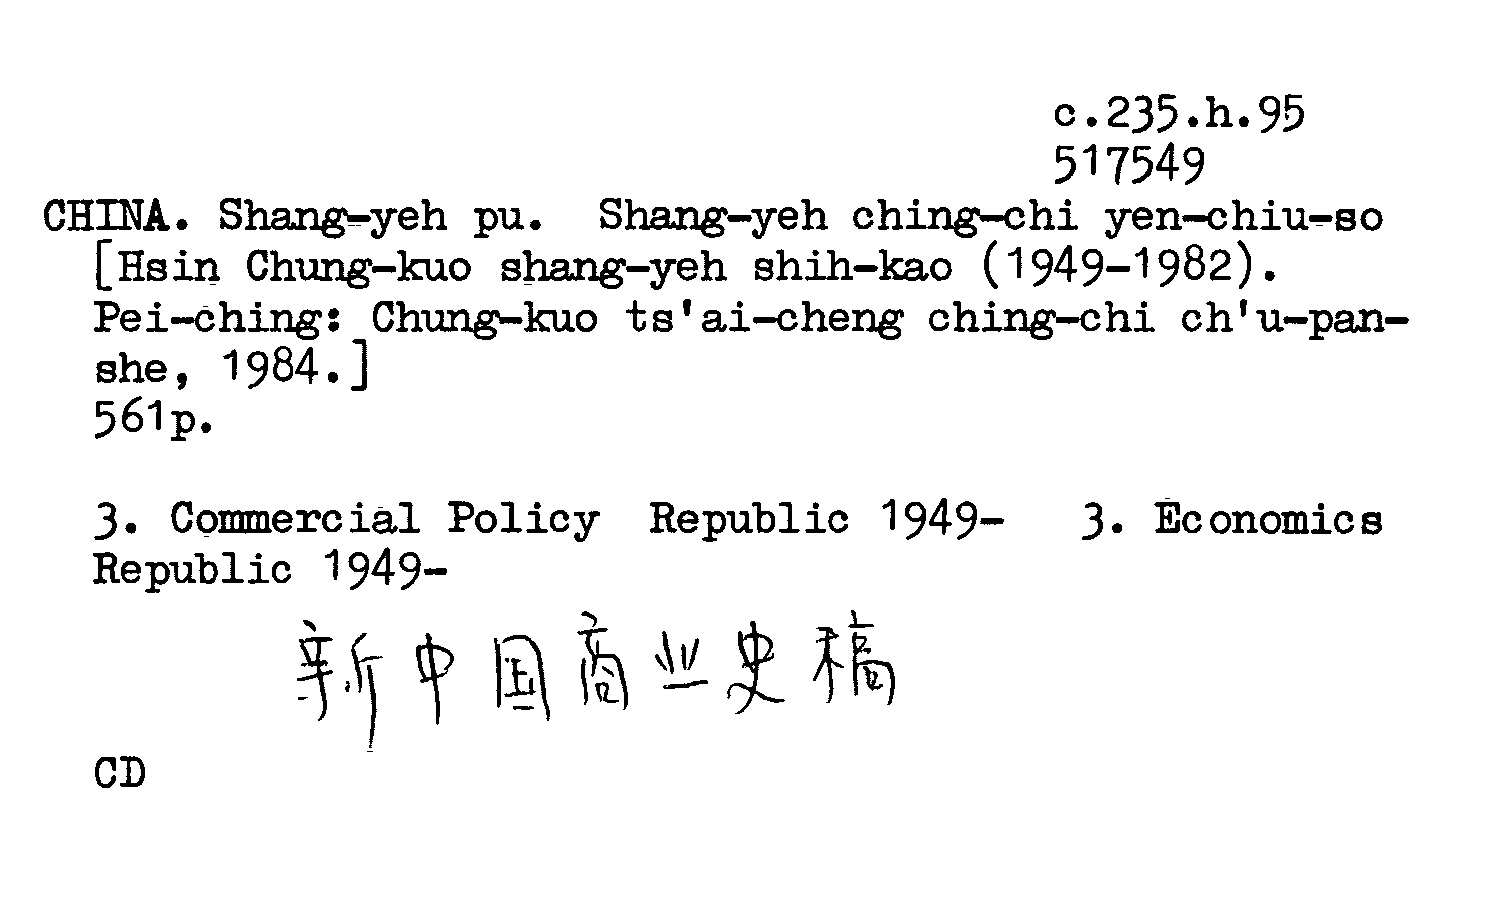 c.235.h.95
517549
CHINA. Shang-yeh pu. Shang-yeh ching-chi yen-chiu-so
[Hsin Chung-kuo shang-yeh shih-kao (1949-1982).
Pei-ching: Chung-kuo ts'ai-cheng ching-chi ch'u-pan-
she, 1984.]
561p.
3. Commercial Policy Republic 1949- 3. Economics
Republic 1949-
新中国商业史稿
CD